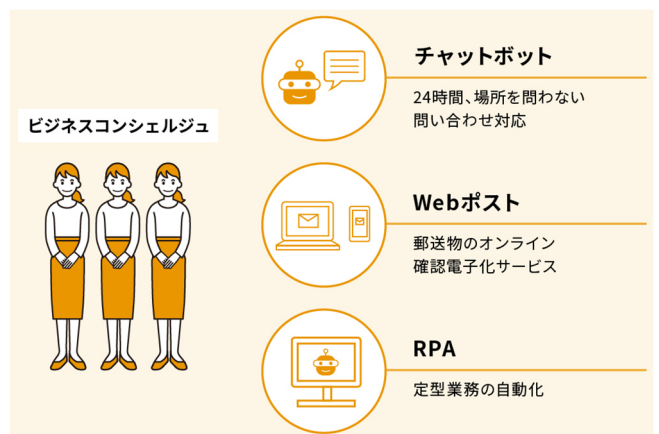 ビジネスコンシェルジュ
チャットボット
24時間、場所を問わない
問い合わせ対応
Webポスト
郵送物のオンライン
確認電子化サービス
RPA
定型業務の自動化